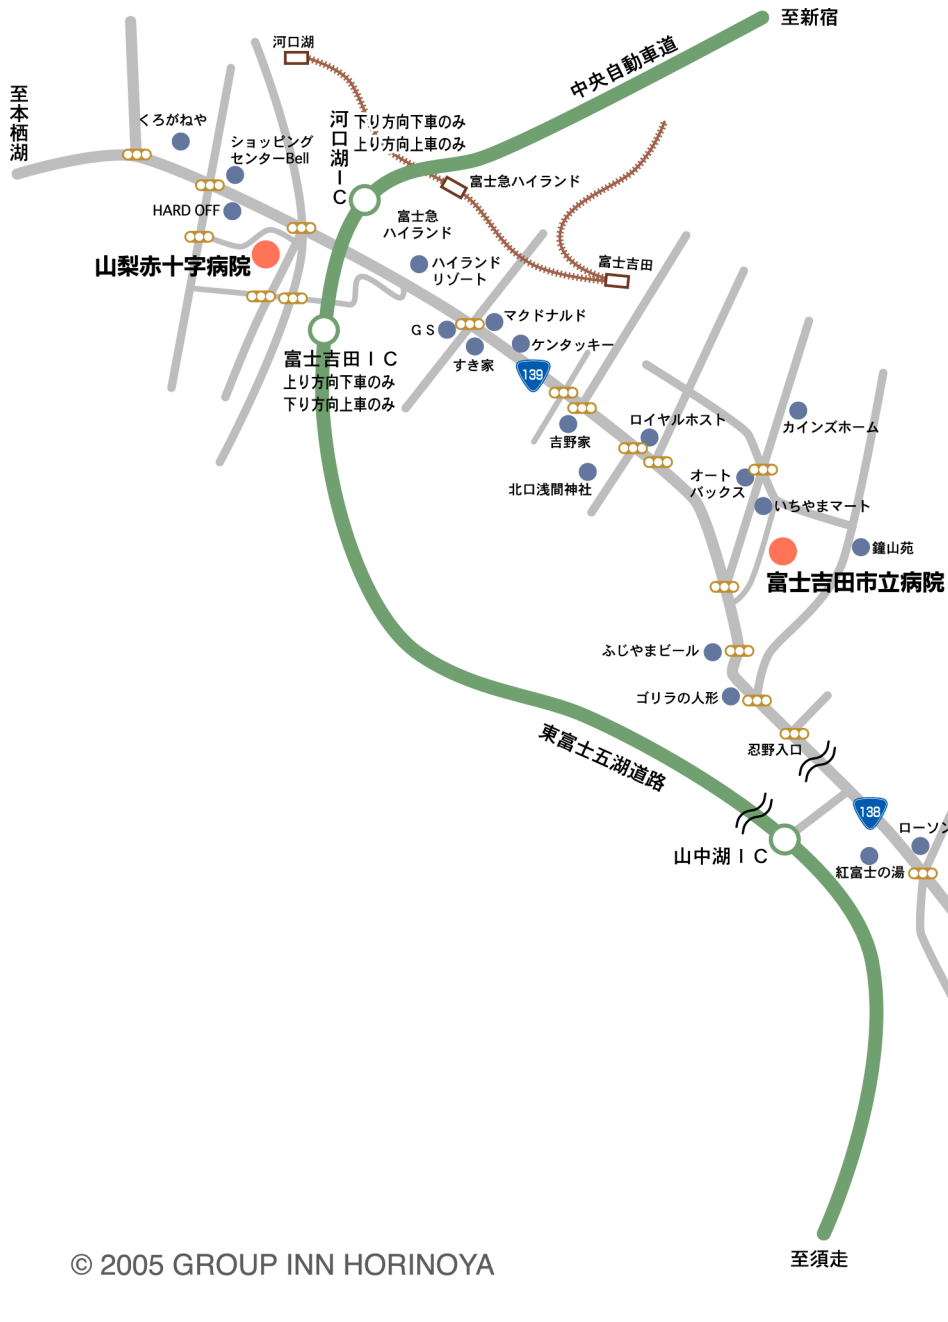 至新宿
河口湖
中央自動車道
至本栖湖
くろがねや
河口湖IC
下り方向下車のみ
上り方向上車のみ
ショッピング
センターBell
富士急ハイランド
HARD OFF
富士急
ハイランド
山梨赤十字病院
ハイランド
リゾート
富士吉田
マクドナルド
GS
ケンタッキー
すき家
富士吉田IC
上り方向下車のみ
下り方向上車のみ
139
ロイヤルホスト
カインズホーム
吉野家
オート
バックス
北口浅間神社
いちやまマート
鐘山苑
富士吉田市立病院
ふじやまビール
ゴリラの人形
忍野入口
東富士五湖道路
138
ローソン
山中湖IC
紅富士の湯
至須走
© 2005 GROUP INN HORINOYA